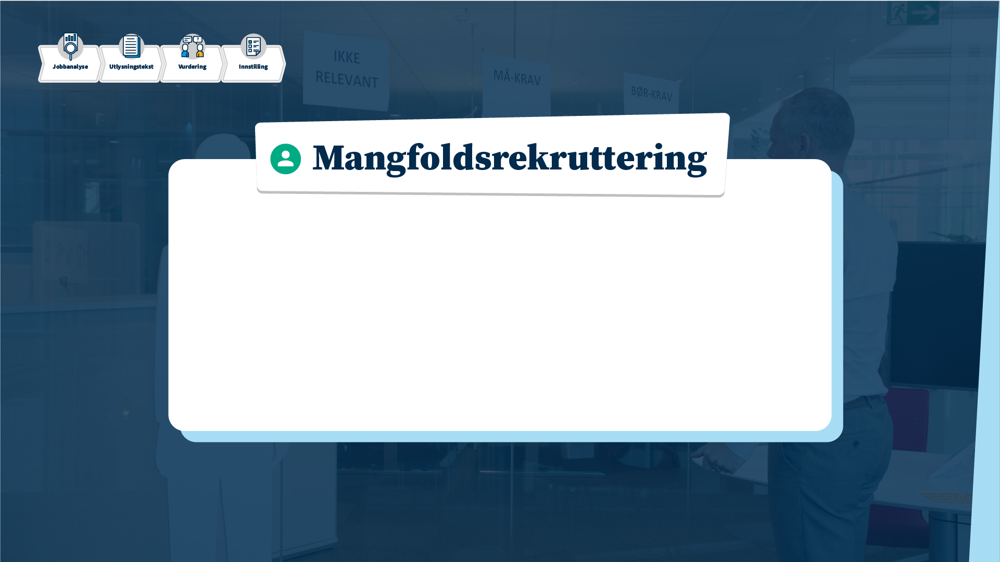 Jobbanalyse
Utlysningstekst
?
Vurdering
Innstilling
IKKE
RELEVANT
MÅ-KRAV
BØR-KRAV
Mangfoldsrekruttering